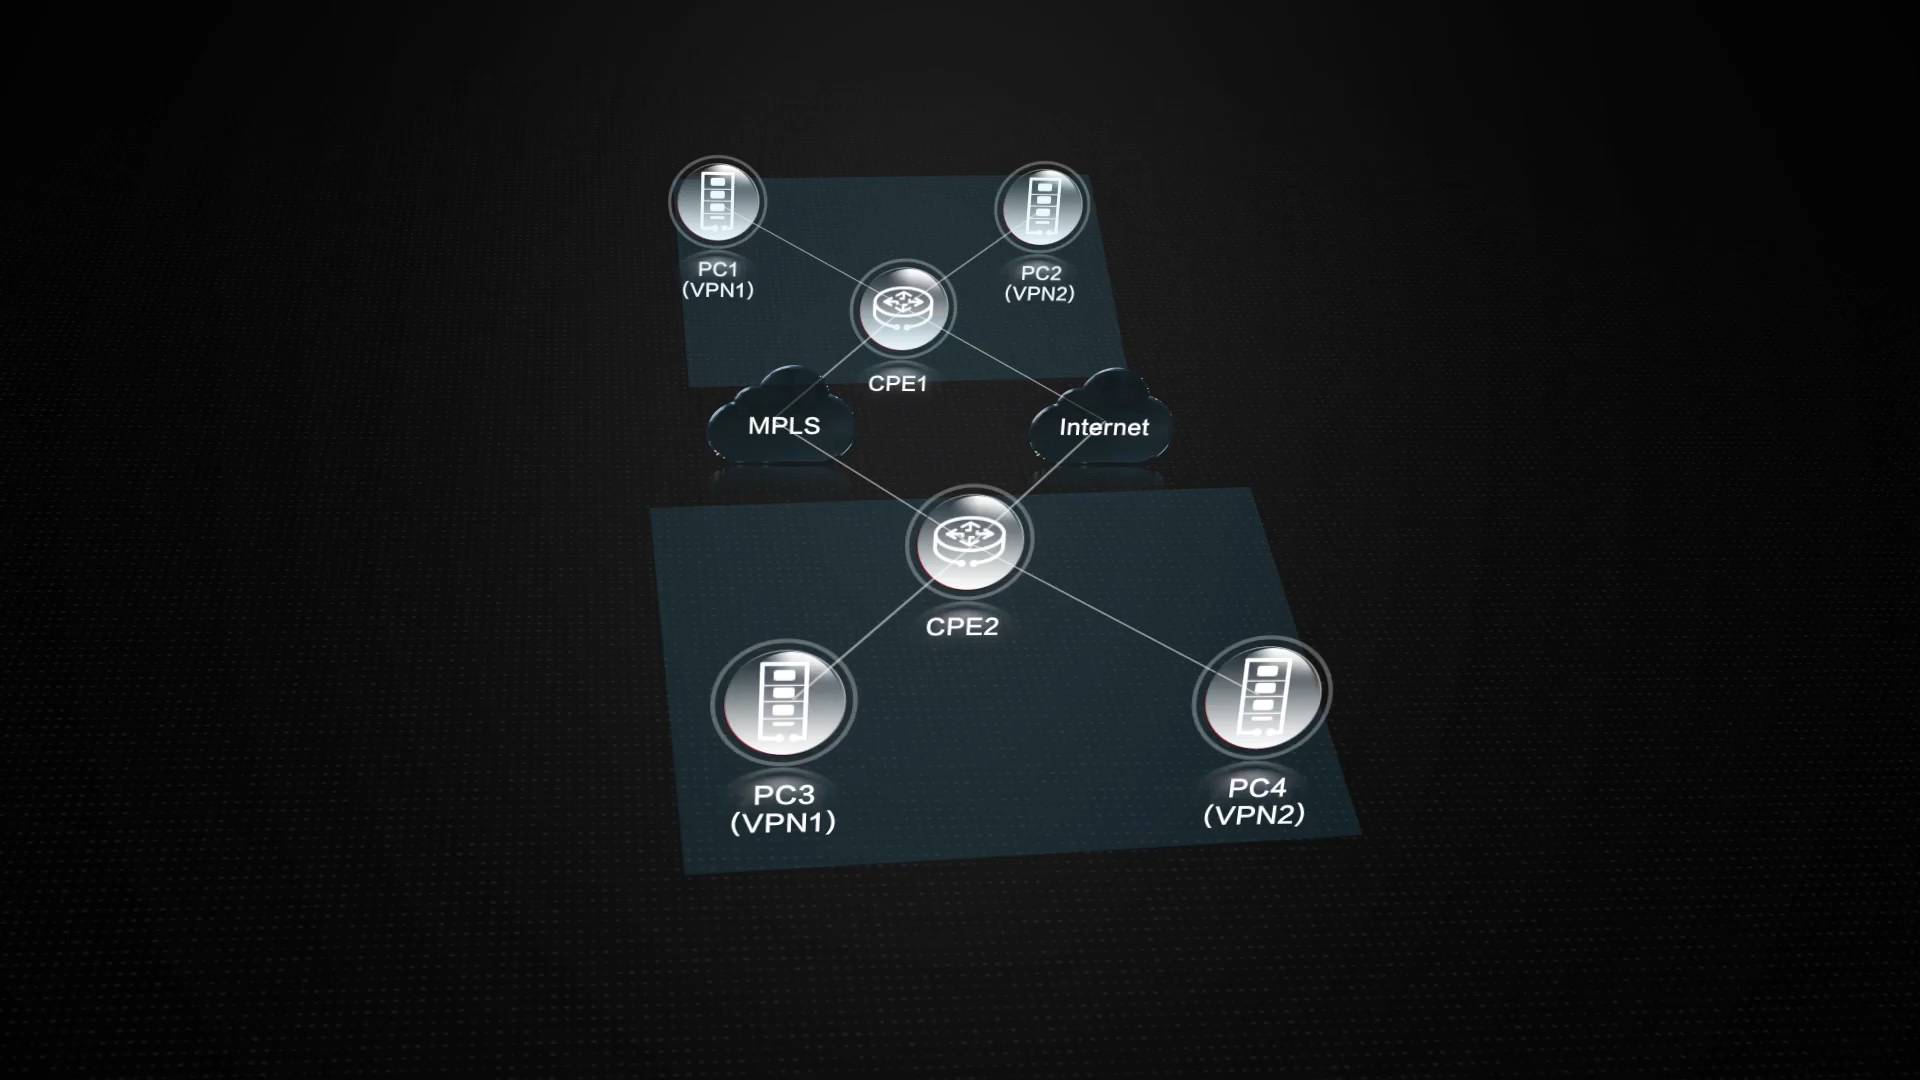 PC1
(VPN1)
PC2
(VPN2)
CPE1
MPLS
Internet
CPE2
PC3
(VPN1)
PC4
(VPN2)